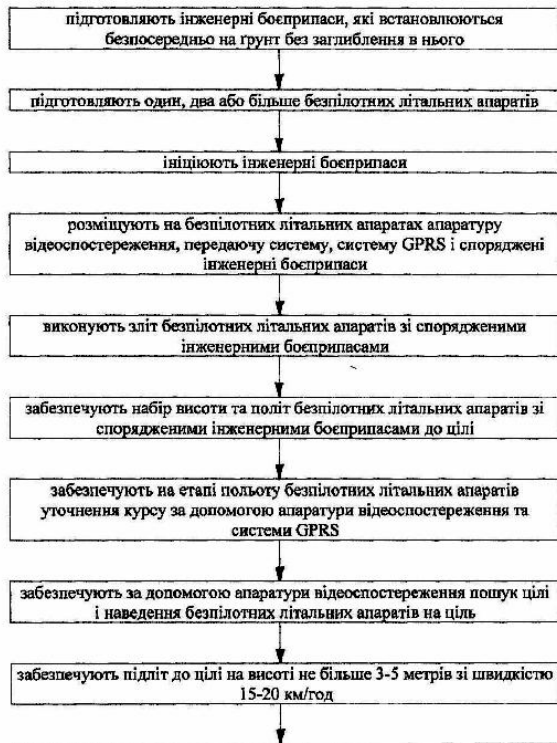 підготовляють інженерні боєприпаси, які встановлюються
безпосередньо на ґрунт без заглиблення в нього
підготовляють один, два або більше безпілотних літальних апаратів
ініціюють інженерні боєприпаси
розміщують на безпілотних літальних апаратах апаратуру
відеоспостереження, передаючу систему, систему GPRS і споряджені
інженерні боєприпаси
виконують зліт безпілотних літальних апаратів зі спорядженими
інженерними боєприпасами
забезпечують набір висоти та політ безпілотних літальних апаратів зі
спорядженими інженерними боєприпасами до цілі
забезпечують на етапі польоту безпілотних літальних апаратів
уточнення курсу за допомогою апаратури відеоспостереження та
системи GPRS
забезпечують за допомогою апаратури відеоспостереження пошук цілі
і наведення безпілотних літальних апаратів на ціль
забезпечують підліт до цілі на висоті не більше 3-5 метрів зі швидкістю
15-20 км/год